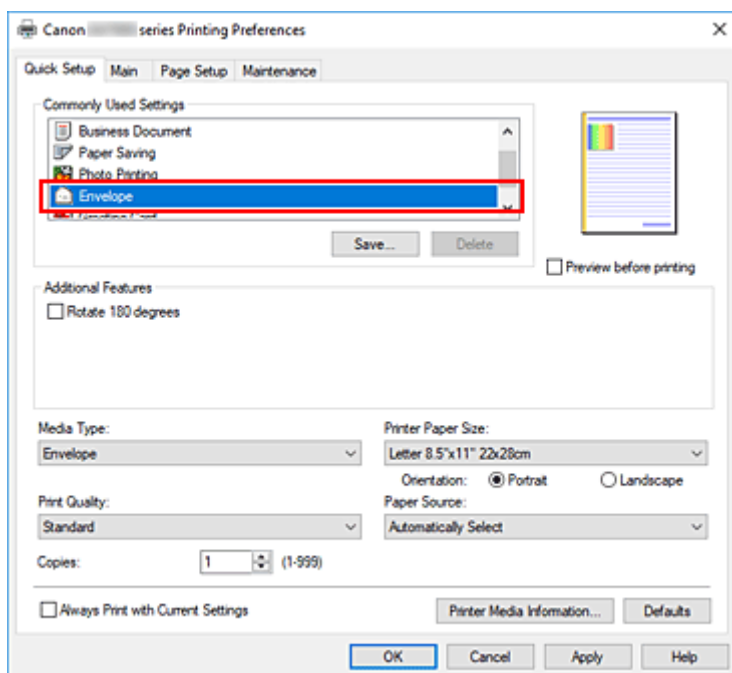 Canon series Printing Preferences
Quick Setup Main Page Setup Maintenance
Commonly Used Settings
Business Document
Paper Saving
Photo Printing
Envelope
Save... Delete
Preview before printing
Additional Features
Rotate 180 degrees
Media Type: Printer Paper Size:
Envelope Letter 8.5"x11" 22x28cm
Orientation: Portrait Landscape
Print Quality: Paper Source:
Standard Automatically Select
Copies: 1 (1-999)
Always Print with Current Settings Printer Media Information... Defaults
OK Cancel Apply Help